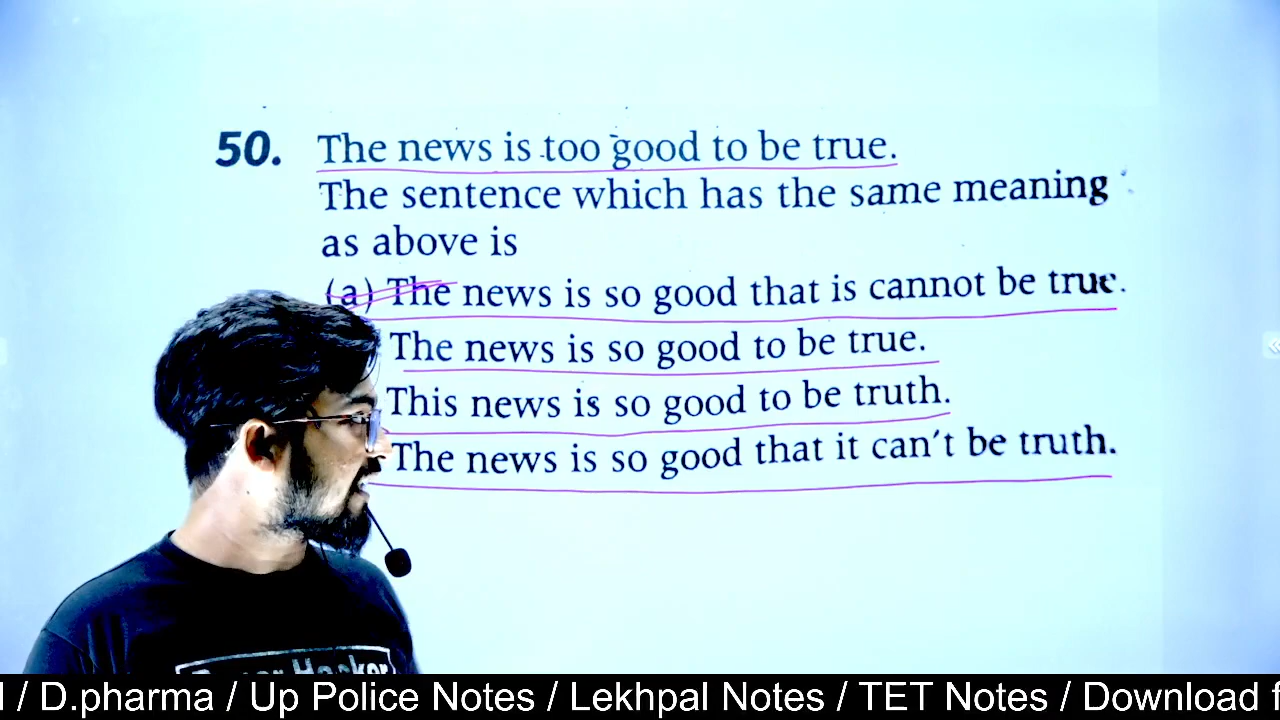 50. The news is too good to be true.
The sentence which has the same meaning
as above is
(a) The news is so good that is cannot be true.
The news is so good to be true.
This news is so good to be truth.
The news is so good that it can't be truth.
/ D.pharma / Up Police Notes / Lekhpal Notes / TET Notes / Download